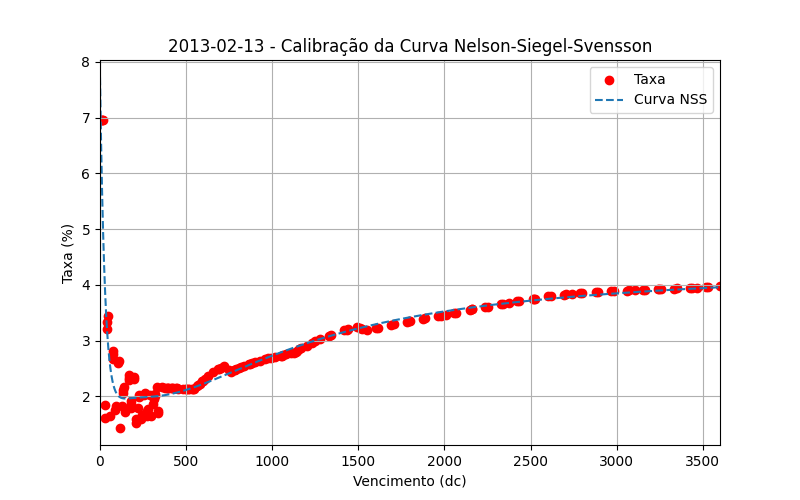 2013-02-13 - Calibração da Curva Nelson-Siegel-Svensson
Taxa
Curva NSS
8
7
6
5
4
3
2
Taxa (%)
0 500 1000 1500 2000 2500 3000 3500
Vencimento (dc)